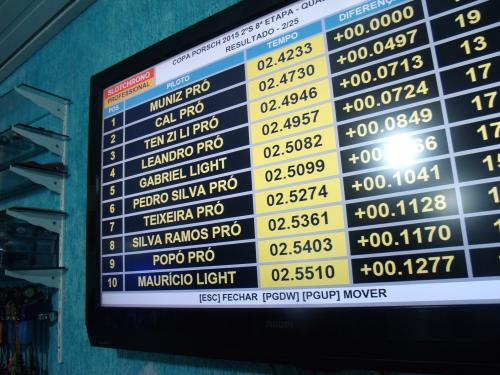 COPA PORSCH 2015 2ºS 8ª ETAPA - QUA
RESULTADO - 2/25
SLOTCHRONO
PROFESSIONAL
POS PILOTO TEMPO DIFERENÇ
1 MUNIZ PRÓ 02.4233 +00.0000 19
2 CAL PRÓ 02.4730 +00.0497 13
3 TEN ZI LI PRÓ 02.4946 +00.0713 17
4 LEANDRO PRÓ 02.4957 +00.0724 17
5 GABRIEL LIGHT 02.5082 +00.0849
6 PEDRO SILVA PRÓ 02.5099
7 TEIXEIRA PRÓ 02.5274 +00.1041
8 SILVA RAMOS PRÓ 02.5361 +00.1128
9 POPÓ PRÓ 02.5403 +00.1170
10 MAURÍCIO LIGHT 02.5510 +00.1277
[ESC] FECHAR [PGDW] [PGUP] MOVER